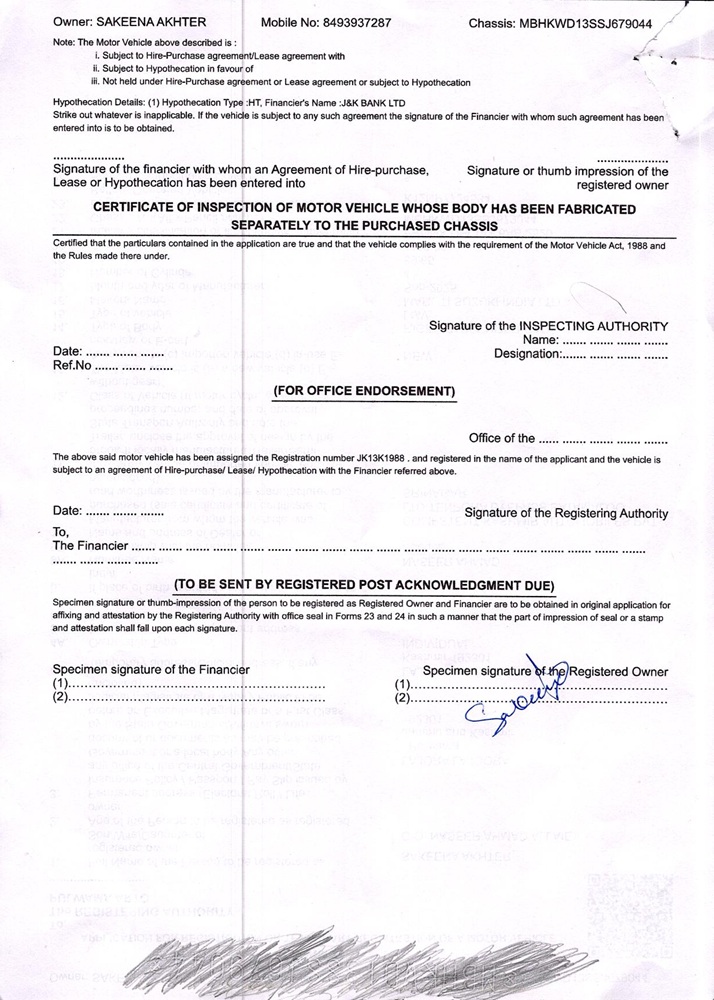 Owner: SAKEENA AKHTER Mobile No: 8493937287 Chassis: MBHKWD13SSJ679044
Note: The Motor Vehicle above described is :
i. Subject to Hire-Purchase agreement/Lease agreement with
ii. Subject to Hypothecation in favour of
iii. Not held under Hire-Purchase agreement or Lease agreement or subject to Hypothecation
Hypothecation Details: (1) Hypothecation Type :HT, Financier's Name :J&K BANK LTD
Strike out whatever is inapplicable. If the vehicle is subject to any such agreement the signature of the Financier with whom such agreement has been
entered into is to be obtained.
...................... ......................
Signature of the financier with whom an Agreement of Hire-purchase, Signature or thumb impression of the
Lease or Hypothecation has been entered into registered owner
CERTIFICATE OF INSPECTION OF MOTOR VEHICLE WHOSE BODY HAS BEEN FABRICATED
SEPARATELY TO THE PURCHASED CHASSIS
Certified that the particulars contained in the application are true and that the vehicle complies with the requirement of the Motor Vehicle Act, 1988 and
the Rules made there under.
Signature of the INSPECTING AUTHORITY
Name: ....... ....... ....... .......
Date: ....... ....... ....... Designation:....... ....... ....... .......
Ref.No ....... ....... .......
(FOR OFFICE ENDORSEMENT)
Office of the ...... ....... ....... ....... .......
The above said motor vehicle has been assigned the Registration number JK13K1988 . and registered in the name of the applicant and the vehicle is
subject to an agreement of Hire-purchase/ Lease/ Hypothecation with the Financier referred above.
Date: ....... ....... ....... Signature of the Registering Authority
To,
The Financier ....... ....... ....... ....... ....... ....... ....... ....... ....... ....... ....... ....... ....... ....... ....... ....... ....... ....... .......
....... ....... ....... .......
(TO BE SENT BY REGISTERED POST ACKNOWLEDGMENT DUE)
Specimen signature or thumb-impression of the person to be registered as Registered Owner and Financier are to be obtained in original application for
affixing and attestation by the Registering Authority with office seal in Forms 23 and 24 in such a manner that the part of impression of seal or a stamp
and attestation shall fall upon each signature.
Specimen signature of the Financier Specimen signature of the Registered Owner
(1)................................................................ (1)................................................................
(2)................................................................ (2)................................................................